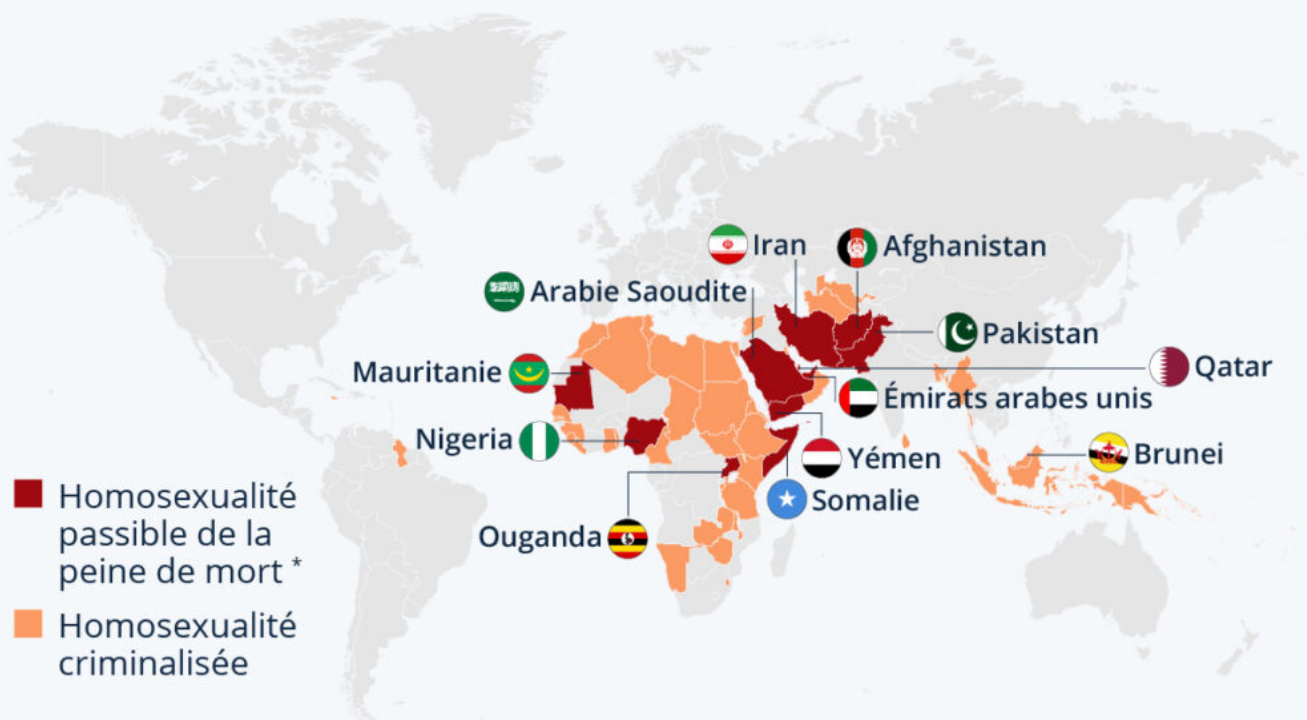 Iran
Afghanistan
Arabie Saoudite
Pakistan
Mauritanie
Qatar
Émirats arabes unis
Nigeria
Yémen
Brunei
Somalie
Ouganda
Homosexualité
passible de la
peine de mort *
Homosexualité
criminalisée